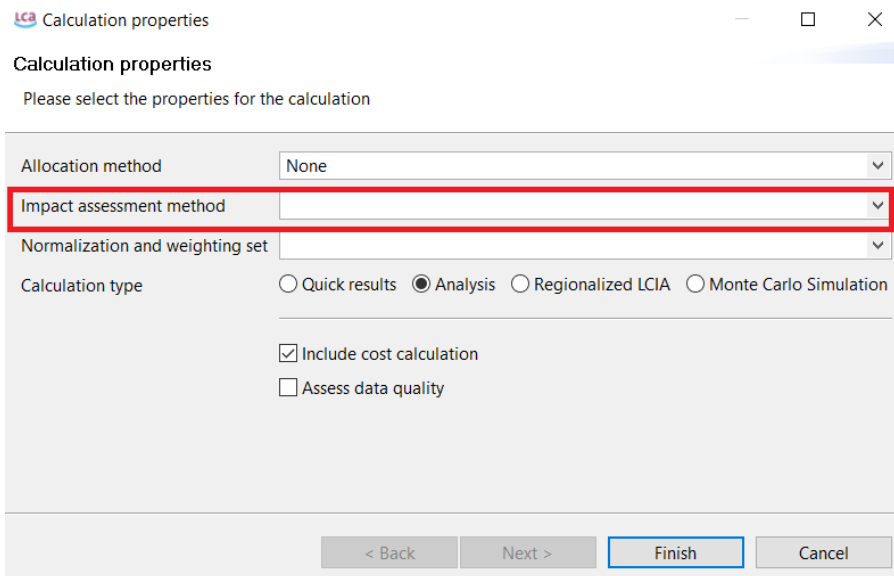 LCa Calculation properties
Calculation properties
Please select the properties for the calculation
Allocation method None
Impact assessment method
Normalization and weighting set
Calculation type Quick results Analysis Regionalized LCIA Monte Carlo Simulation
Include cost calculation
Assess data quality
< Back Next > Finish Cancel